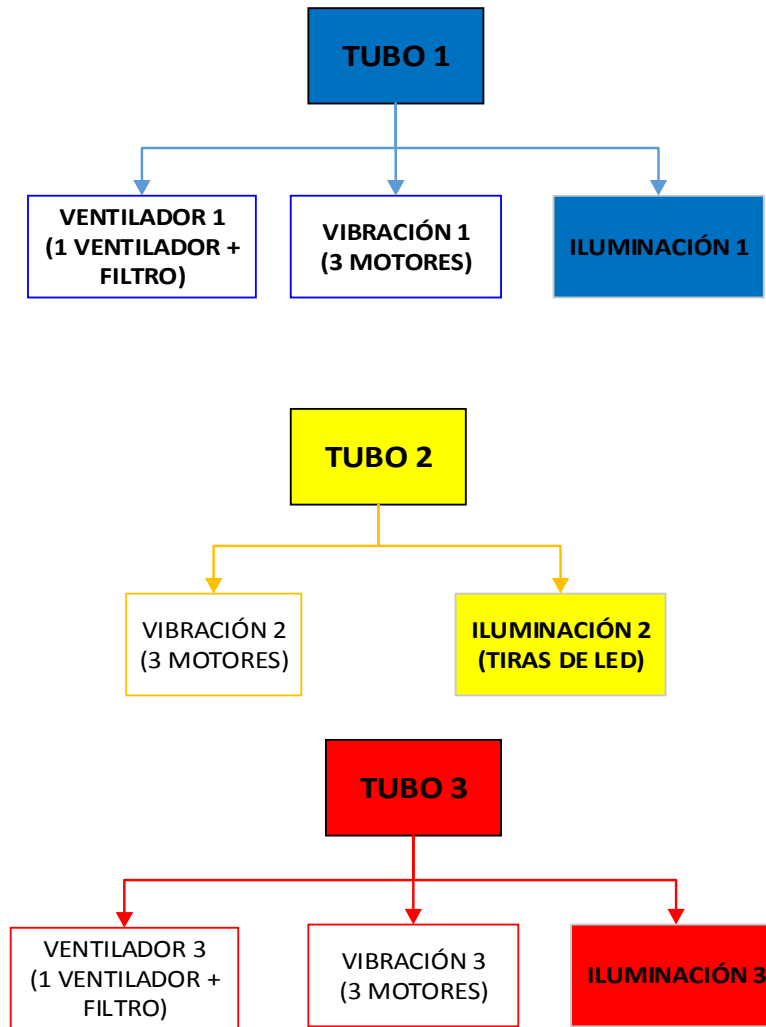 TUBO 1
VENTILADOR 1
(1 VENTILADOR +
FILTRO)
VIBRACIÓN 1
(3 MOTORES)
ILUMINACIÓN 1
TUBO 2
VIBRACIÓN 2
(3 MOTORES)
ILUMINACIÓN 2
(TIRAS DE LED)
TUBO 3
VENTILADOR 3
(1 VENTILADOR +
FILTRO)
VIBRACIÓN 3
(3 MOTORES)
ILUMINACIÓN 3